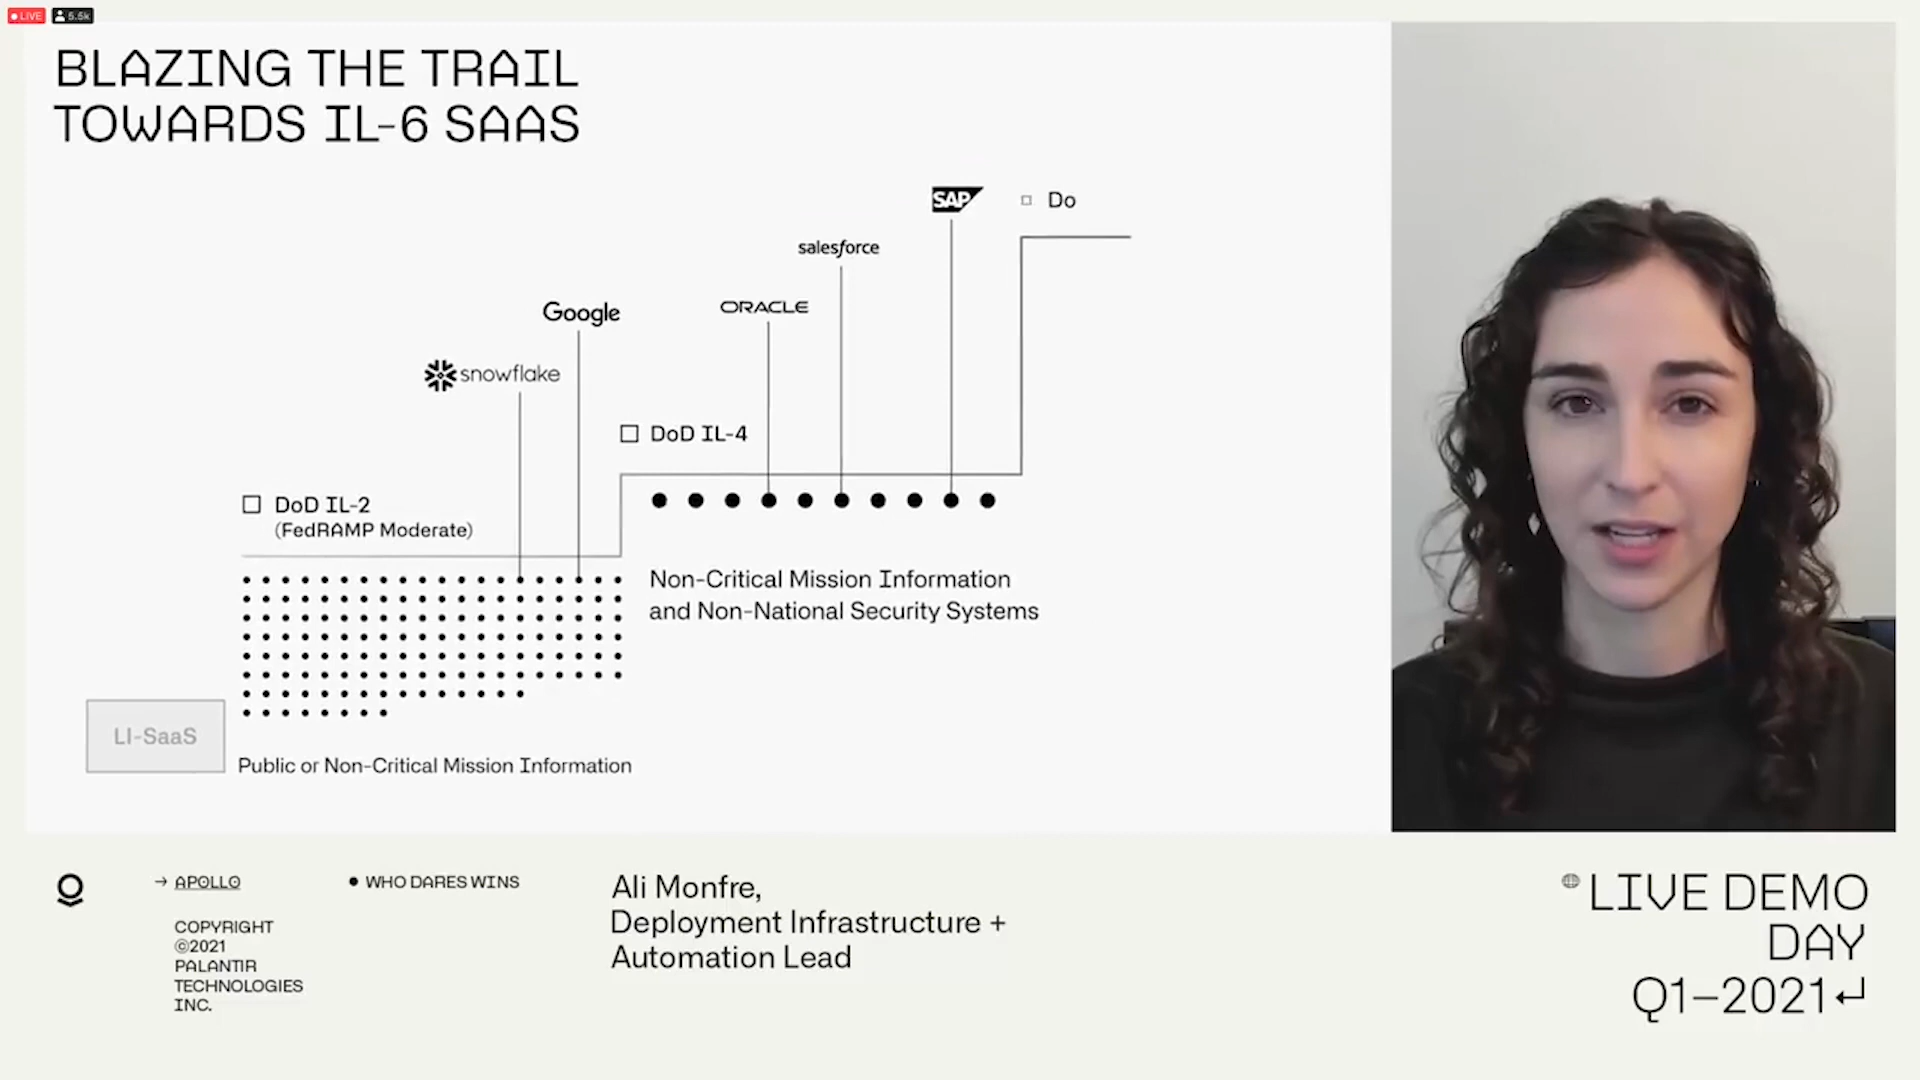 LIVE 5.5k
BLAZING THE TRAIL
TOWARDS IL-6 SAAS
SAP
Do
salesforce
Google
ORACLE
snowflake
DoD IL-4
DoD IL-2
(FedRAMP Moderate)
Non-Critical Mission Information
and Non-National Security Systems
LI-SaaS
Public or Non-Critical Mission Information
→ APOLLO
COPYRIGHT
©2021
PALANTIR
TECHNOLOGIES
INC.
WHO DARES WINS
Ali Monfre,
Deployment Infrastructure +
Automation Lead
LIVE DEMO
DAY
Q1–2021↵